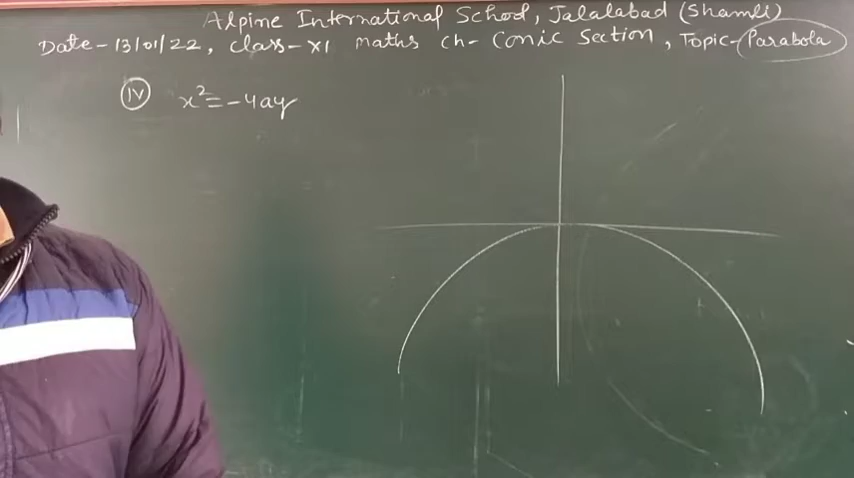 Alpine International School, Jalalabad (Shamli)
Date - 13/01/22, class - XI maths ch- Conic Section, Topic- Parabola
(IV) x² = -4ay